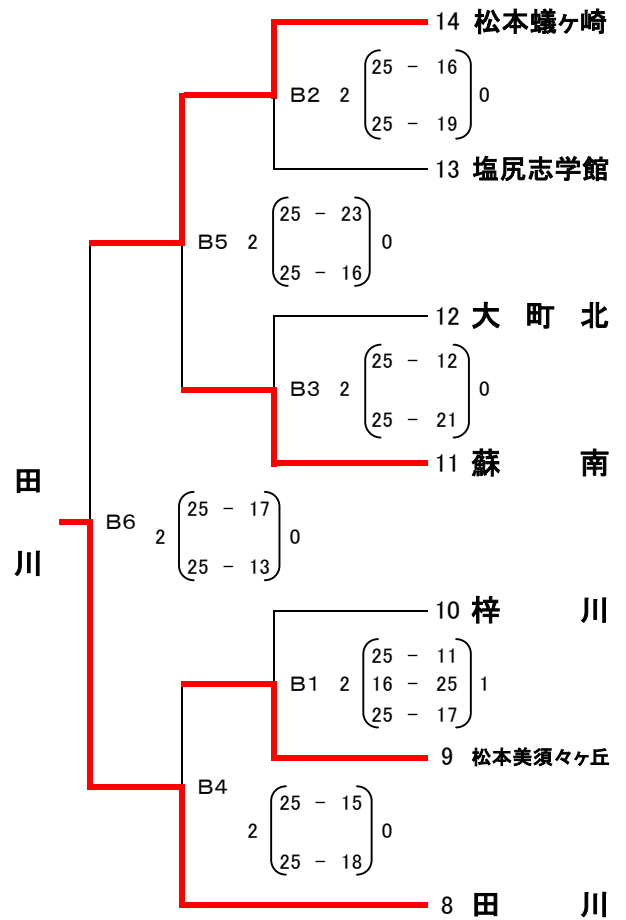 14 松本蟻ヶ崎
B2 2 25 - 16 0
25 - 19
13 塩尻志学館
B5 2 25 - 23 0
25 - 16
12 大 町 北
B3 2 25 - 12 0
25 - 21
11 蘇 南
田川
B6 2 25 - 17 0
25 - 13
10 梓 川
B1 2 25 - 11 1
16 - 25
25 - 17
9 松本美須々ヶ丘
B4 2 25 - 15 0
25 - 18
8 田 川